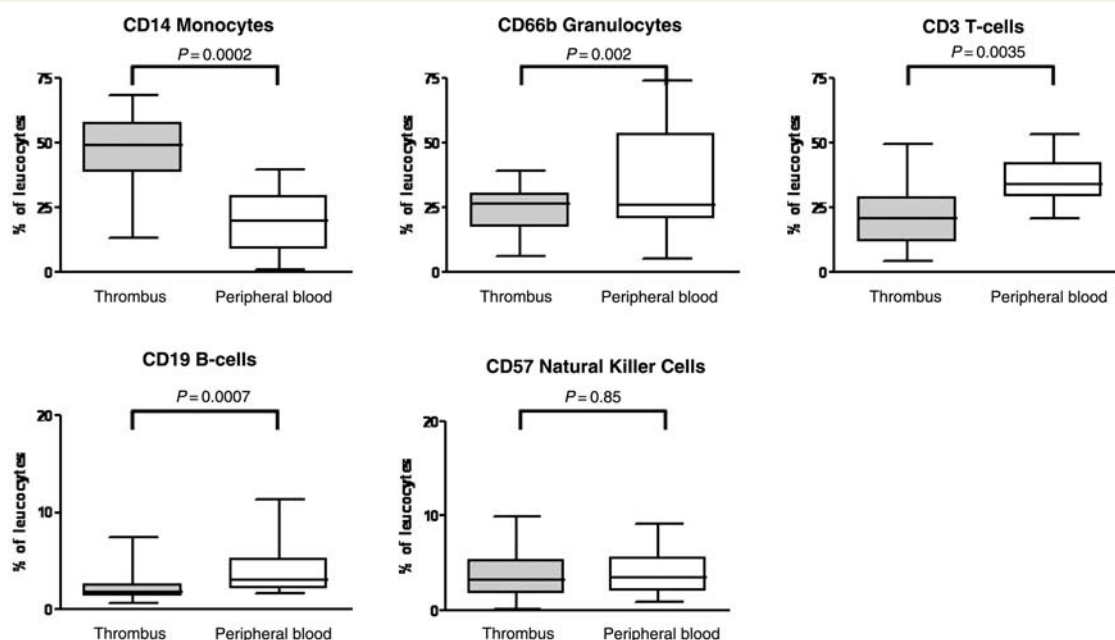 CD14 Monocytes
P = 0.0002
75
50
25
0
% of leucocytes
Thrombus
Peripheral blood
CD66b Granulocytes
P = 0.002
75
50
25
0
% of leucocytes
Thrombus
Peripheral blood
CD3 T-cells
P = 0.0035
75
50
25
0
% of leucocytes
Thrombus
Peripheral blood
CD19 B-cells
P = 0.0007
20
10
0
% of leucocytes
Thrombus
Peripheral blood
CD57 Natural Killer Cells
P = 0.85
20
10
0
% of leucocytes
Thrombus
Peripheral blood